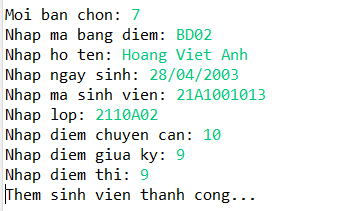 Moi ban chon: 7
Nhap ma bang diem: BD02
Nhap ho ten: Hoang Viet Anh
Nhap ngay sinh: 28/04/2003
Nhap ma sinh vien: 21A1001013
Nhap lop: 2110A02
Nhap diem chuyen can: 10
Nhap diem giua ky: 9
Nhap diem thi: 9
Them sinh vien thanh cong...